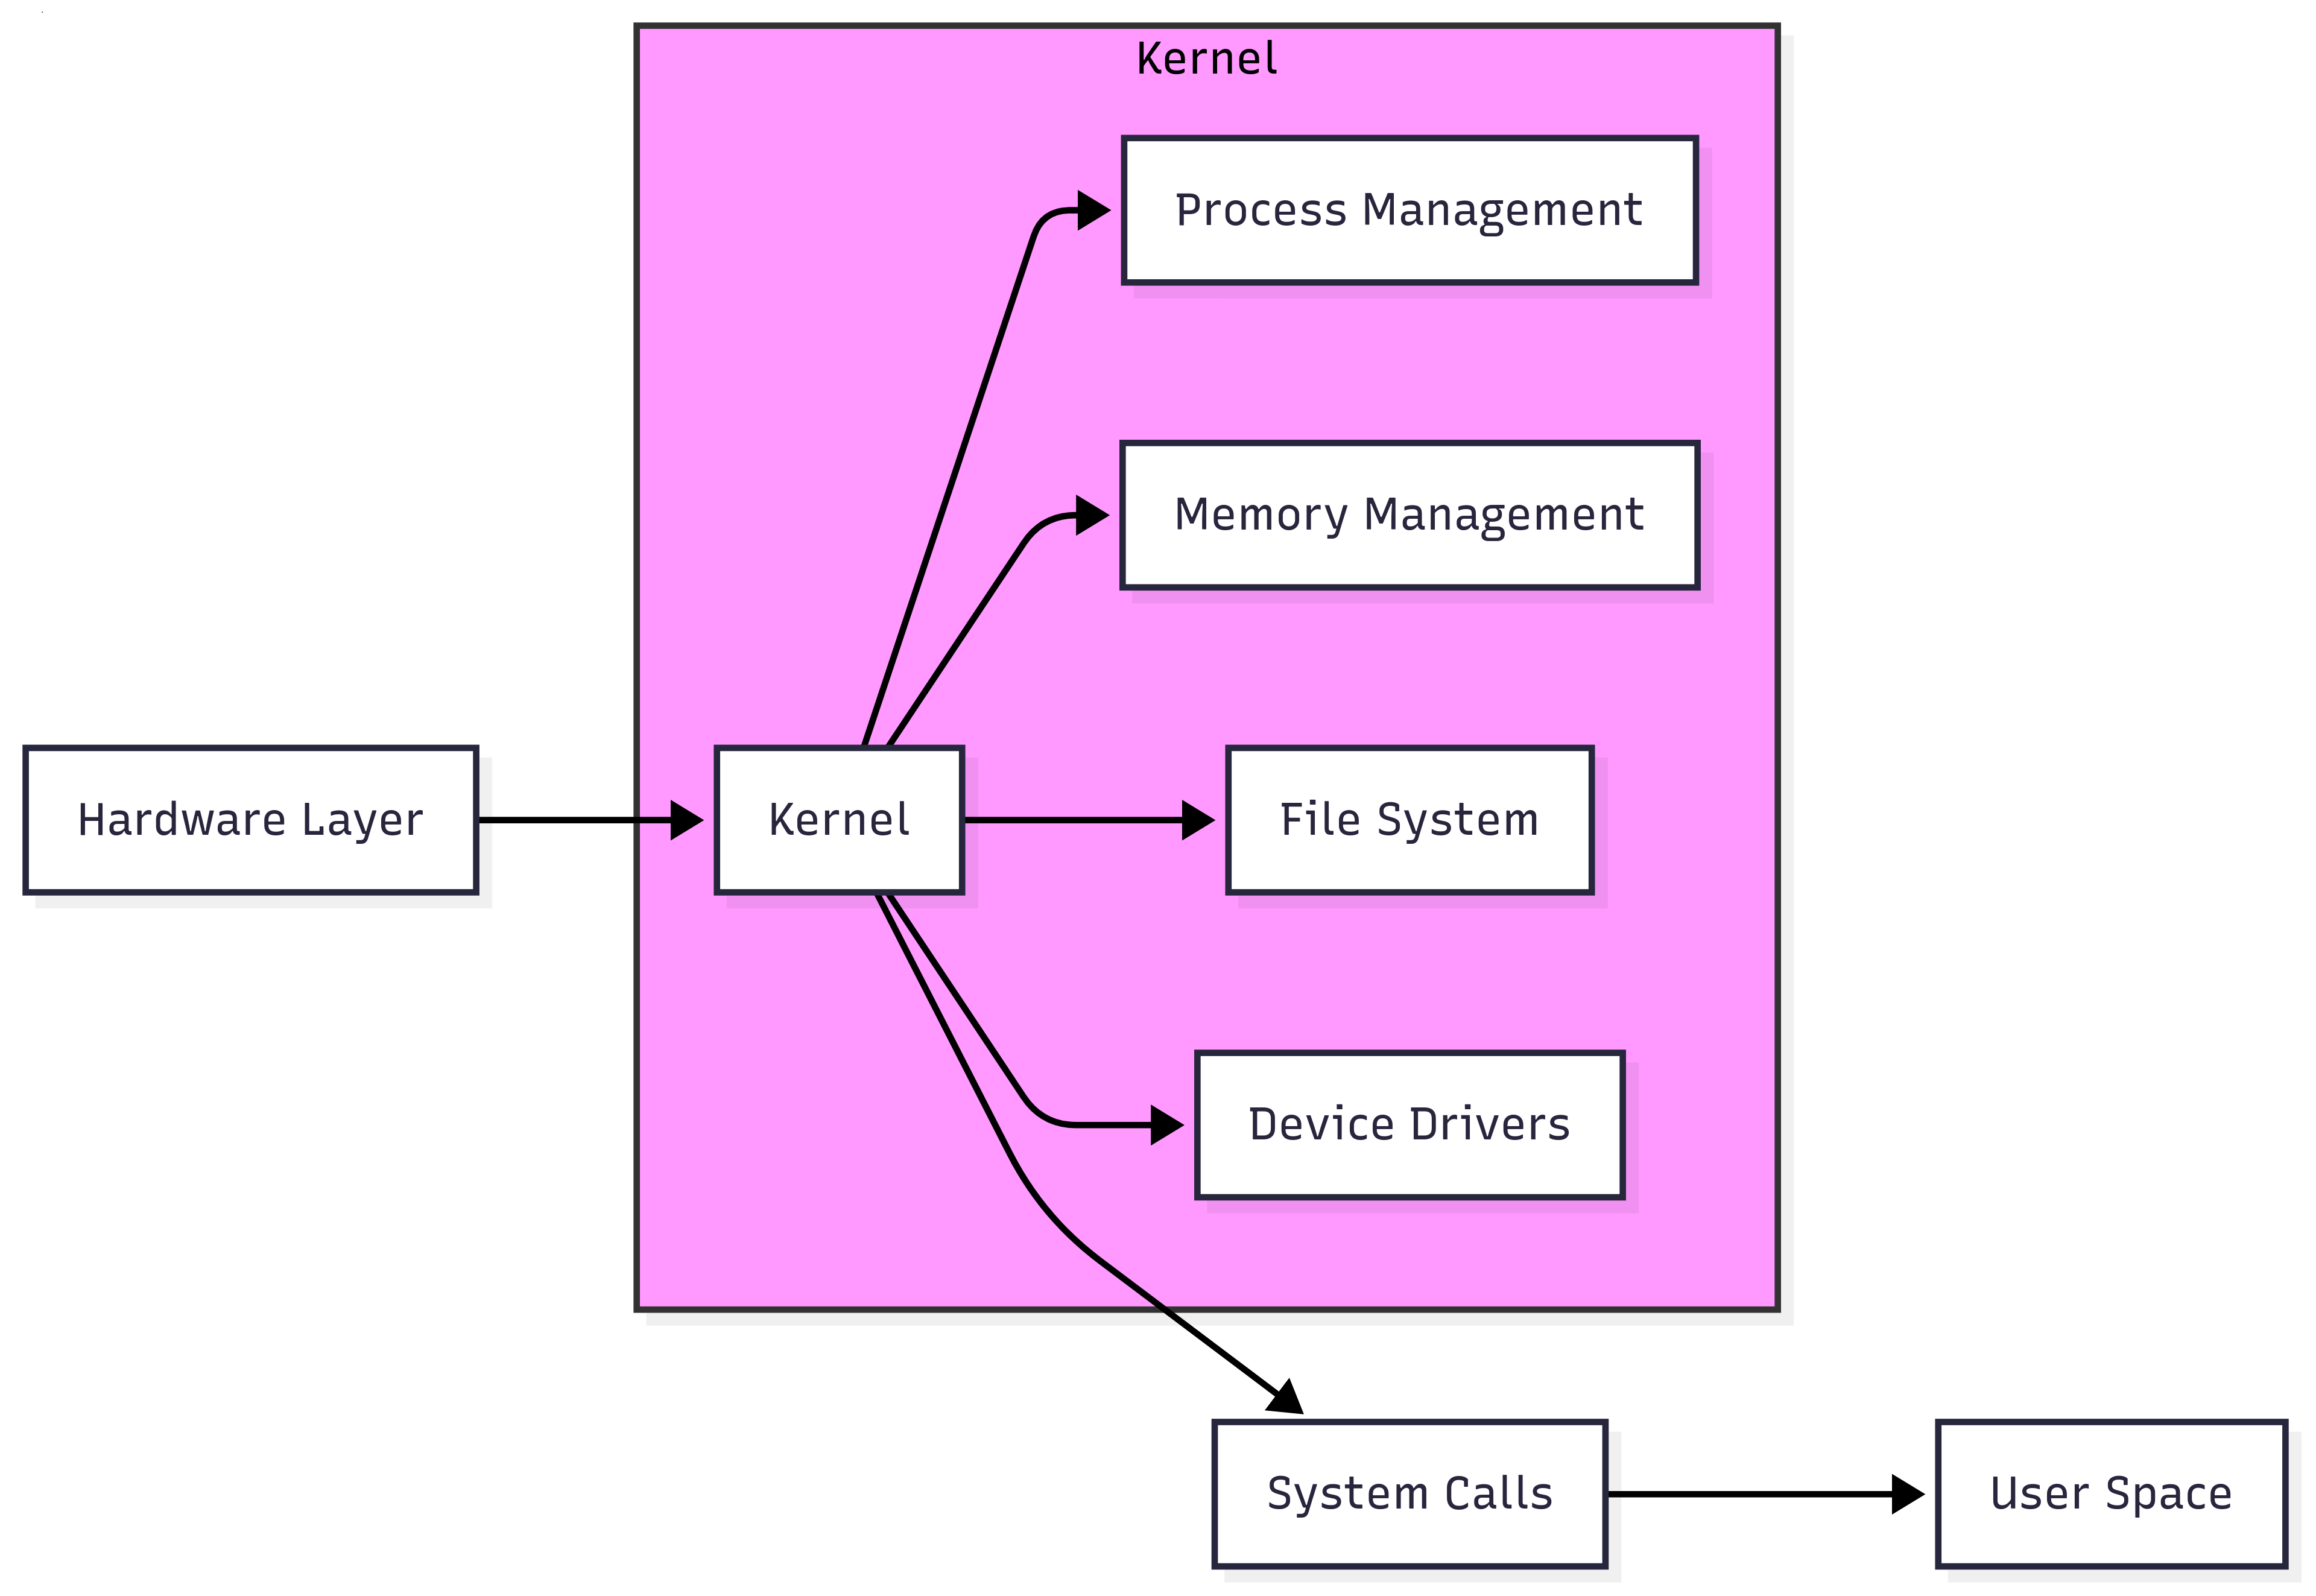 Kernel
Process Management
Memory Management
Hardware Layer
Kernel
File System
Device Drivers
System Calls
User Space